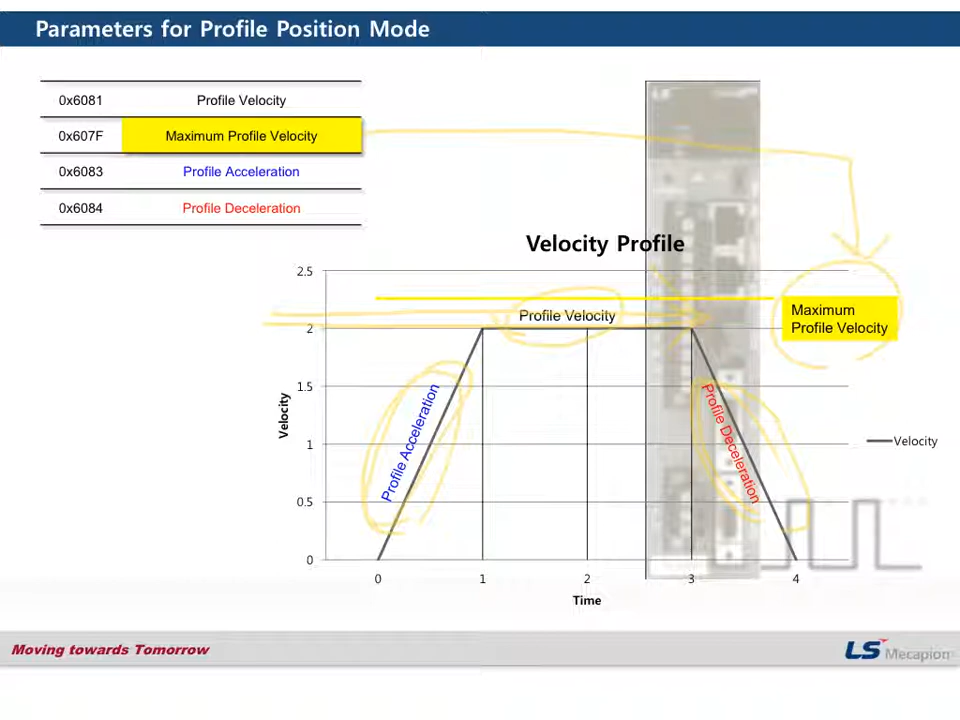 Parameters for Profile Position Mode
0x6081 Profile Velocity
0x607F Maximum Profile Velocity
0x6083 Profile Acceleration
0x6084 Profile Deceleration
Velocity Profile
2.5
2
1.5
1
0.5
0
Velocity
Profile Velocity
Maximum
Profile Velocity
Profile Acceleration
Profile Deceleration
Velocity
0 1 2 3 4
Time
Moving towards Tomorrow
LS Mecapion